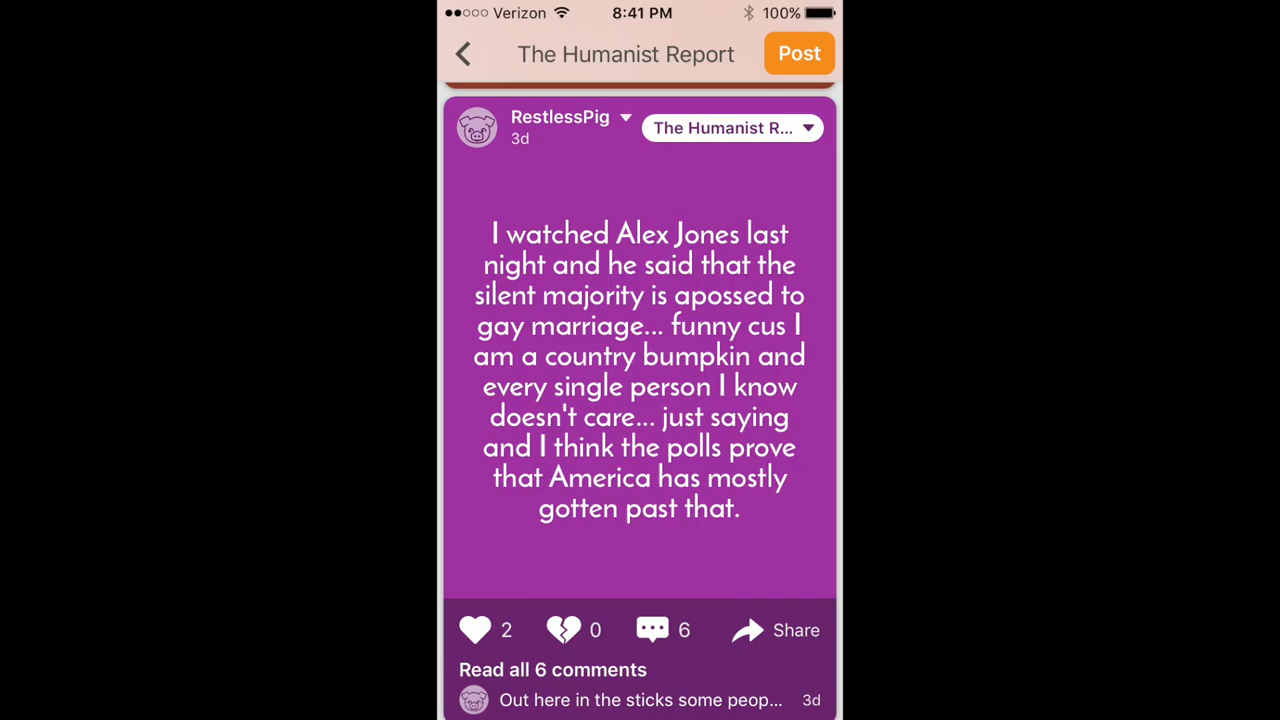 Verizon 8:41 PM 100%
The Humanist Report Post
RestlessPig
3d
The Humanist R...
I watched Alex Jones last
night and he said that the
silent majority is apossed to
gay marriage... funny cus I
am a country bumpkin and
every single person I know
doesn't care... just saying
and I think the polls prove
that America has mostly
gotten past that.
2 0 6 Share
Read all 6 comments
Out here in the sticks some peop... 3d